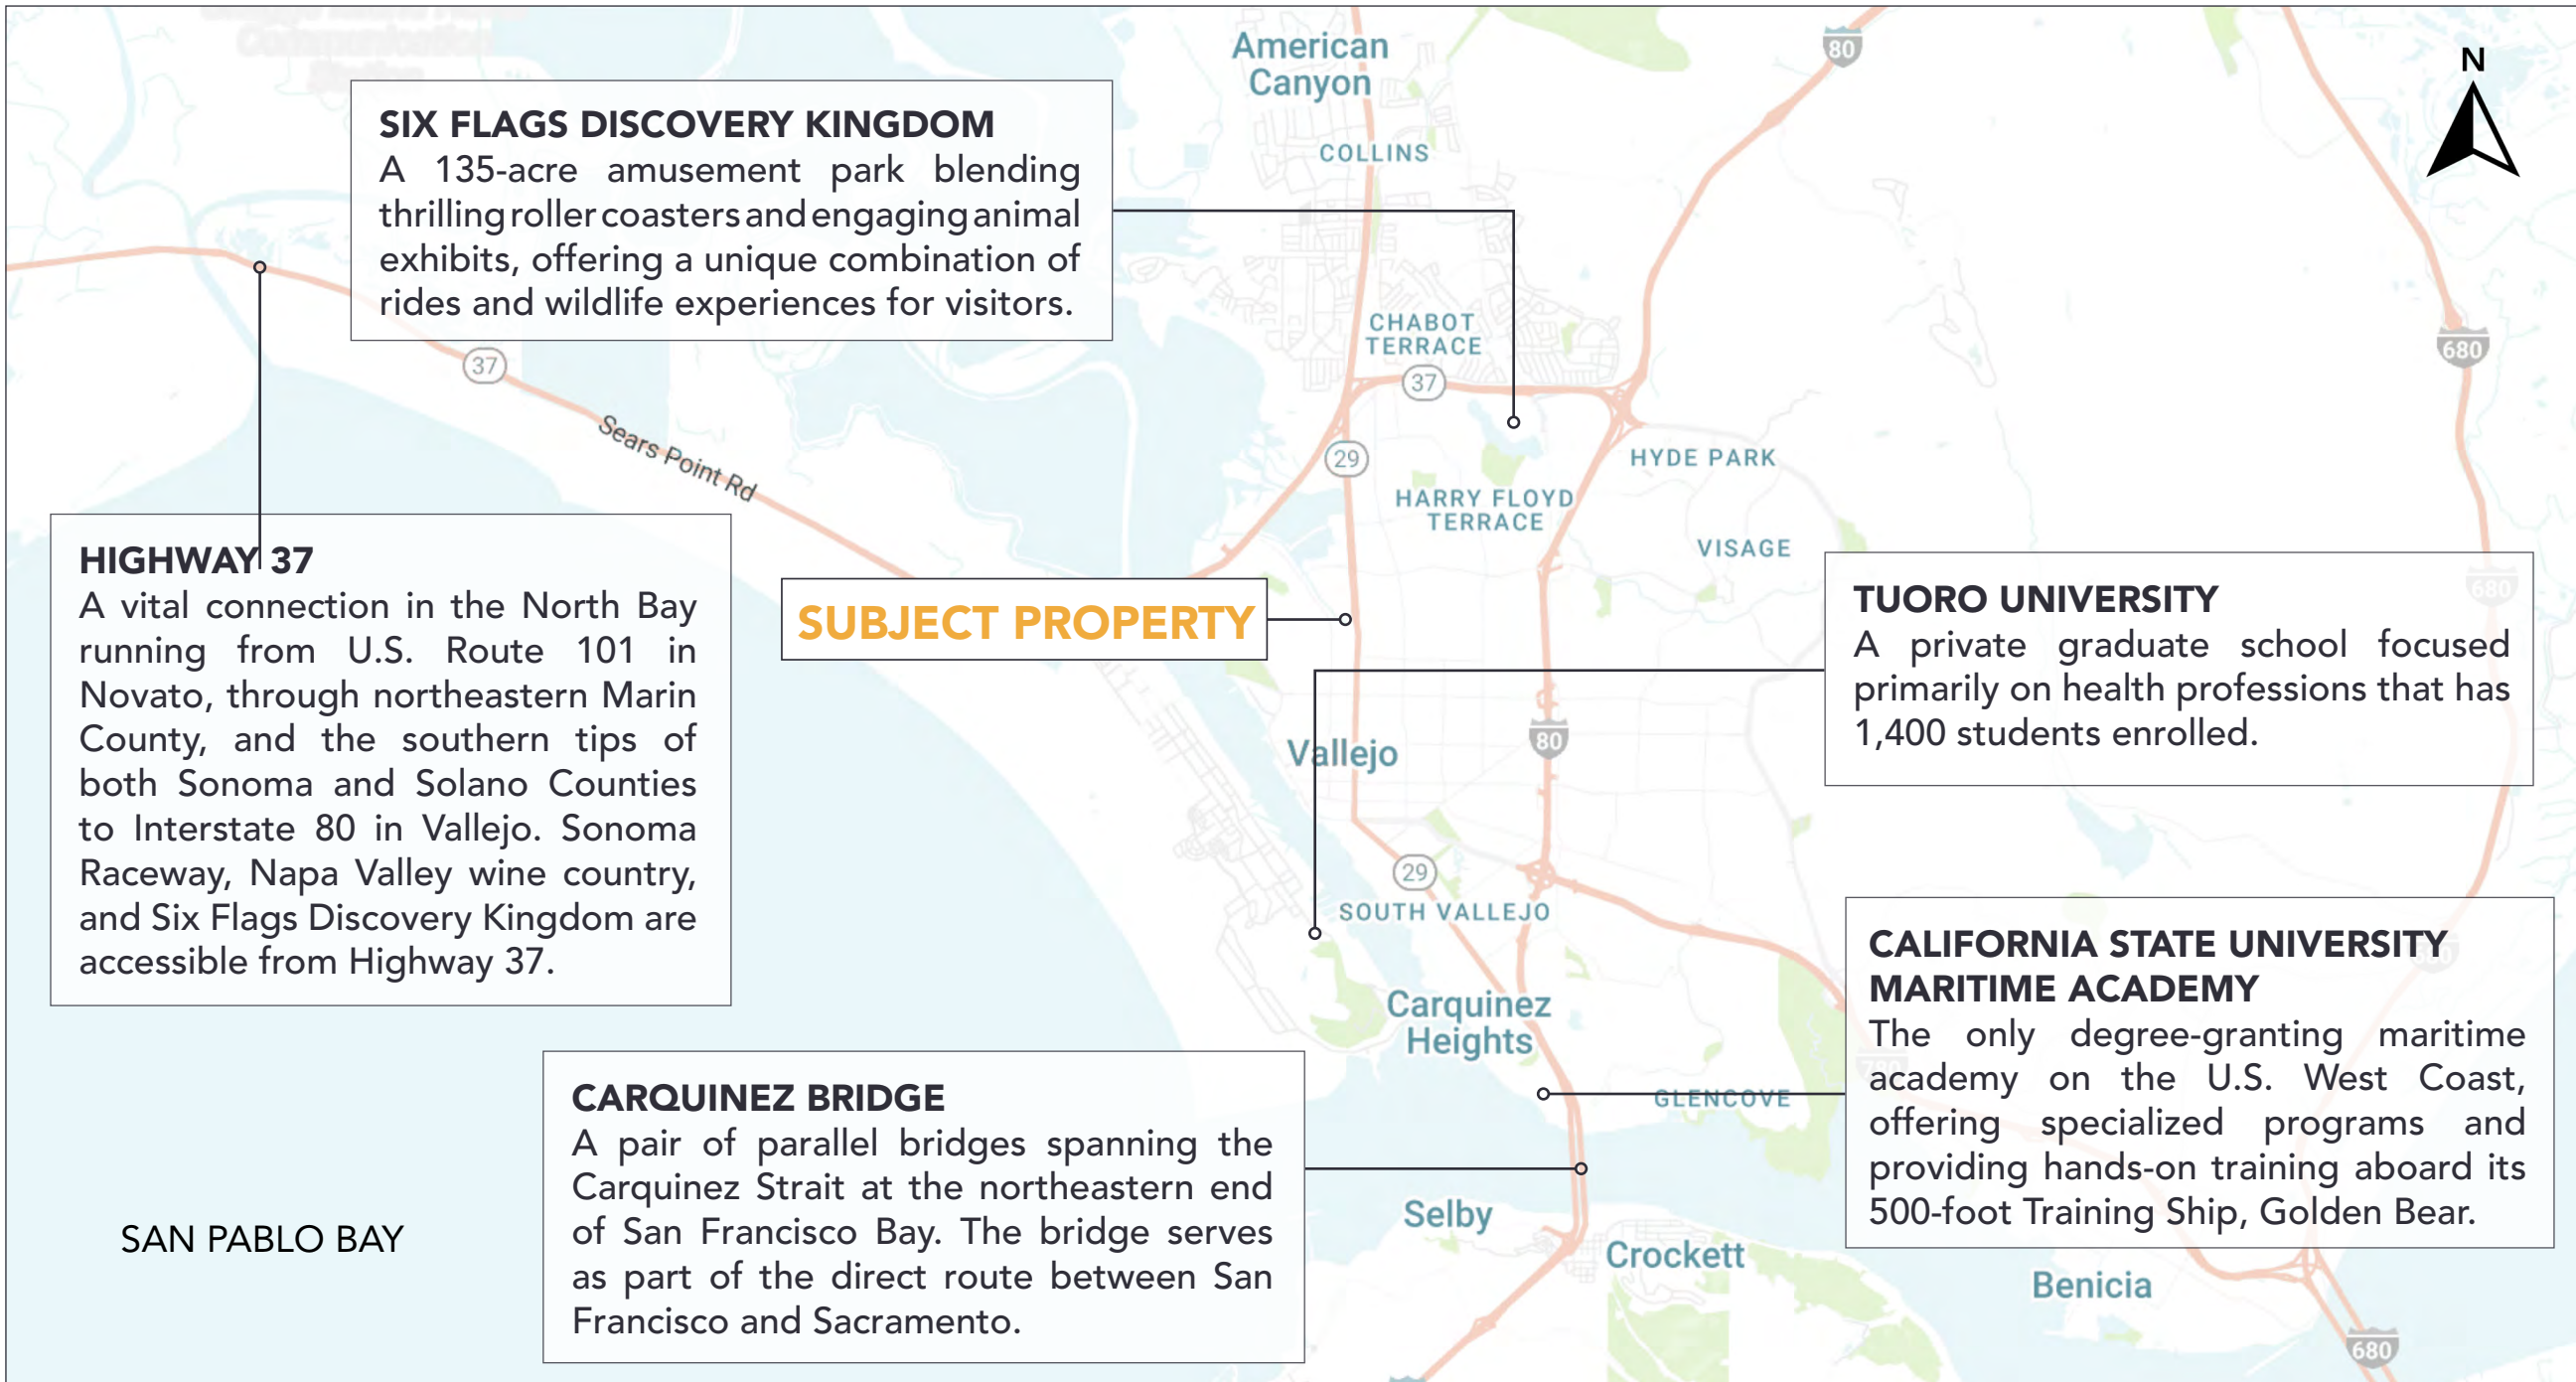 Communication
Station
American
Canyon
80
N
SIX FLAGS DISCOVERY KINGDOM
A 135-acre amusement park blending
thrilling roller coasters and engaging animal
exhibits, offering a unique combination of
rides and wildlife experiences for visitors.
COLLINS
CHABOT
TERRACE
37
37
680
Sears Point Rd
29
HYDE PARK
HARRY FLOYD
TERRACE
VISAGE
HIGHWAY 37
A vital connection in the North Bay
running from U.S. Route 101 in
Novato, through northeastern Marin
County, and the southern tips of
both Sonoma and Solano Counties
to Interstate 80 in Vallejo. Sonoma
Raceway, Napa Valley wine country,
and Six Flags Discovery Kingdom are
accessible from Highway 37.
SUBJECT PROPERTY
680
TUORO UNIVERSITY
A private graduate school focused
primarily on health professions that has
1,400 students enrolled.
Vallejo
80
29
SOUTH VALLEJO
CALIFORNIA STATE UNIVERSITY
MARITIME ACADEMY
The only degree-granting maritime
academy on the U.S. West Coast,
offering specialized programs and
providing hands-on training aboard its
500-foot Training Ship, Golden Bear.
680
780
Carquinez
Heights
GLENCOVE
CARQUINEZ BRIDGE
A pair of parallel bridges spanning the
Carquinez Strait at the northeastern end
of San Francisco Bay. The bridge serves
as part of the direct route between San
Francisco and Sacramento.
SAN PABLO BAY
Selby
Crockett
Benicia
680